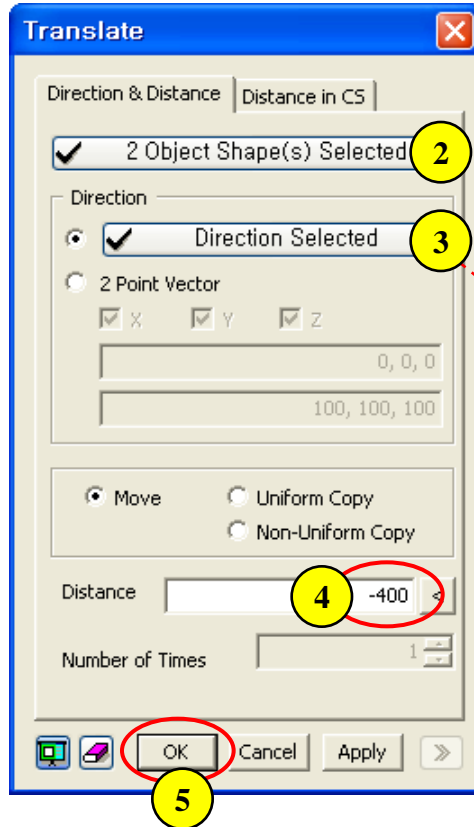 Translate
Direction & Distance Distance in CS
2 Object Shape(s) Selected 2
Direction
Direction Selected 3
2 Point Vector
X Y Z
0, 0, 0
100, 100, 100
Move Uniform Copy
Non-Uniform Copy
Distance 4 -400 <
Number of Times 1
OK Cancel Apply »
5